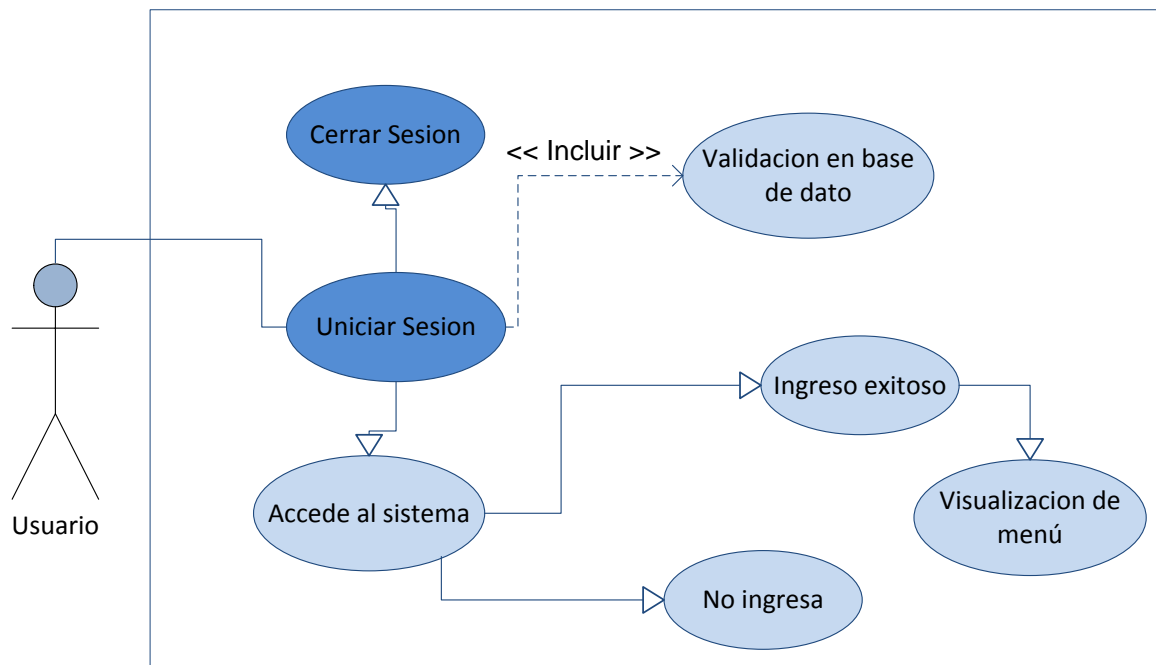 Cerrar Sesion
<< Incluir >>
Validacion en base
de dato
Uniciar Sesion
Ingreso exitoso
Accede al sistema
Visualizacion de
menú
Usuario
No ingresa